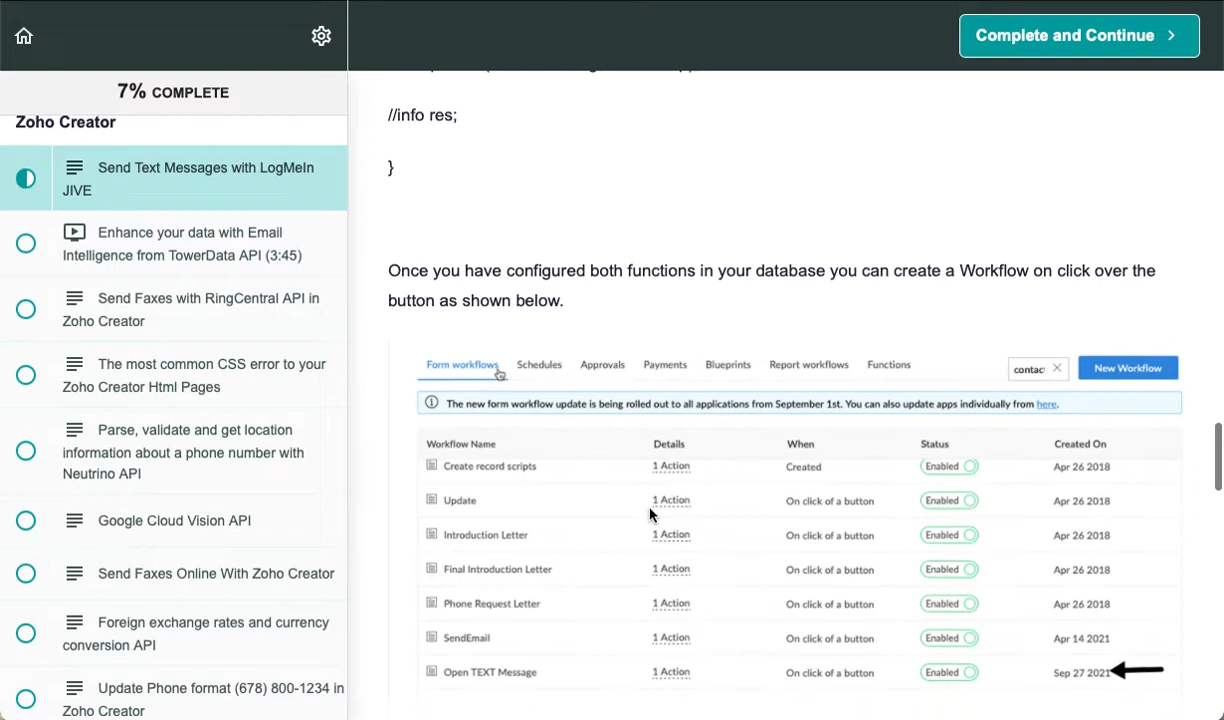 Complete and Continue
7% COMPLETE
Zoho Creator
Send Text Messages with LogMeIn
JIVE
Enhance your data with Email
Intelligence from TowerData API (3:45)
Send Faxes with RingCentral API in
Zoho Creator
The most common CSS error to your
Zoho Creator Html Pages
Parse, validate and get location
information about a phone number with
Neutrino API
Google Cloud Vision API
Send Faxes Online With Zoho Creator
Foreign exchange rates and currency
conversion API
Update Phone format (678) 800-1234 in
Zoho Creator
//info res;
}
Once you have configured both functions in your database you can create a Workflow on click over the
button as shown below.
Form workflows Schedules Approvals Payments Blueprints Report workflows Functions contac New Workflow
The new form workflow update is being rolled out to all applications from September 1st. You can also update apps individually from here.
Workflow Name Details When Status Created On
Create record scripts 1 Action Created Enabled Apr 26 2018
Update 1 Action On click of a button Enabled Apr 26 2018
Introduction Letter 1 Action On click of a button Enabled Apr 26 2018
Final Introduction Letter 1 Action On click of a button Enabled Apr 26 2018
Phone Request Letter 1 Action On click of a button Enabled Apr 26 2018
SendEmail 1 Action On click of a button Enabled Apr 14 2021
Open TEXT Message 1 Action On click of a button Enabled Sep 27 2021